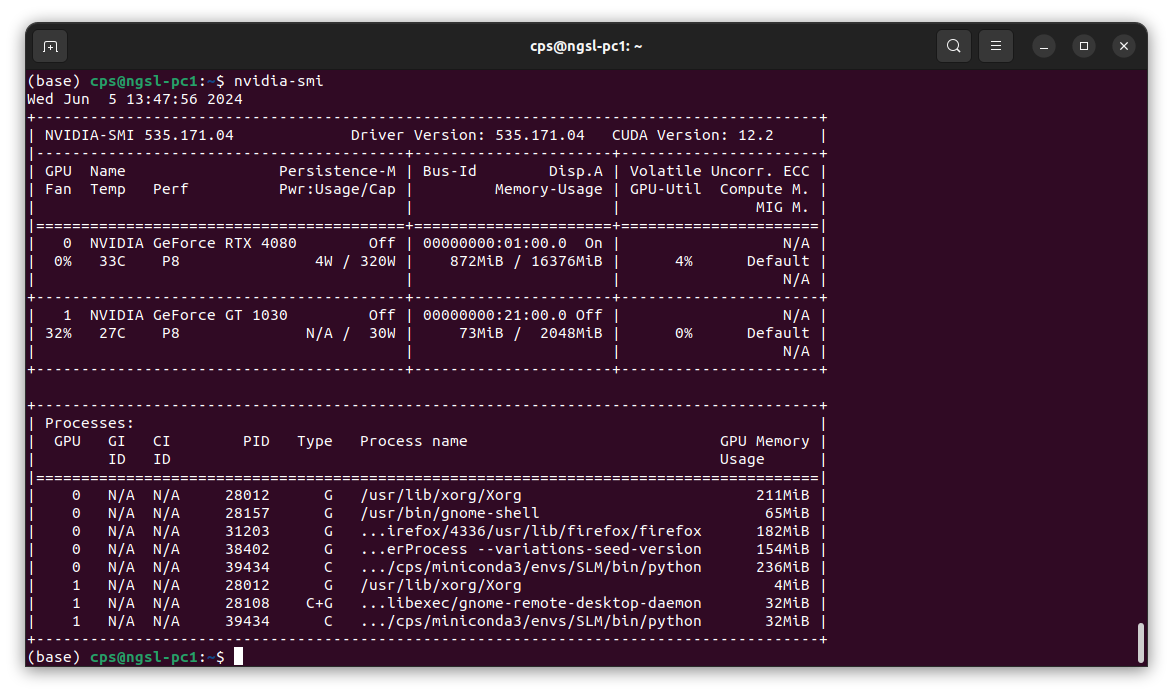 cps@ngsl-pc1: ~
(base) cps@ngsl-pc1:~$ nvidia-smi
Wed Jun  5 13:47:56 2024
+---------------------------------------------------------------------------------------+
| NVIDIA-SMI 535.171.04             Driver Version: 535.171.04   CUDA Version: 12.2     |
|-----------------------------------------+----------------------+----------------------+
| GPU  Name                 Persistence-M | Bus-Id        Disp.A | Volatile Uncorr. ECC |
| Fan  Temp   Perf          Pwr:Usage/Cap |         Memory-Usage | GPU-Util  Compute M. |
|                                         |                      |               MIG M. |
|=========================================+======================+======================|
|   0  NVIDIA GeForce RTX 4080        Off | 00000000:01:00.0  On |                  N/A |
|  0%   33C    P8               4W / 320W |    872MiB / 16376MiB |      4%      Default |
|                                         |                      |                  N/A |
+-----------------------------------------+----------------------+----------------------+
|   1  NVIDIA GeForce GT 1030         Off | 00000000:21:00.0 Off |                  N/A |
| 32%   27C    P8              N/A /  30W |     73MiB /  2048MiB |      0%      Default |
|                                         |                      |                  N/A |
+-----------------------------------------+----------------------+----------------------+

+---------------------------------------------------------------------------------------+
| Processes:                                                                            |
|  GPU   GI   CI        PID   Type   Process name                            GPU Memory |
|        ID   ID                                                             Usage      |
|=======================================================================================|
|    0   N/A  N/A     28012      G   /usr/lib/xorg/Xorg                          211MiB |
|    0   N/A  N/A     28157      G   /usr/bin/gnome-shell                         65MiB |
|    0   N/A  N/A     31203      G   ...irefox/4336/usr/lib/firefox/firefox      182MiB |
|    0   N/A  N/A     38402      G   ...erProcess --variations-seed-version      154MiB |
|    0   N/A  N/A     39434      C   .../cps/miniconda3/envs/SLM/bin/python      236MiB |
|    1   N/A  N/A     28012      G   /usr/lib/xorg/Xorg                            4MiB |
|    1   N/A  N/A     28108    C+G   ...libexec/gnome-remote-desktop-daemon       32MiB |
|    1   N/A  N/A     39434      C   .../cps/miniconda3/envs/SLM/bin/python       32MiB |
+---------------------------------------------------------------------------------------+
(base) cps@ngsl-pc1:~$